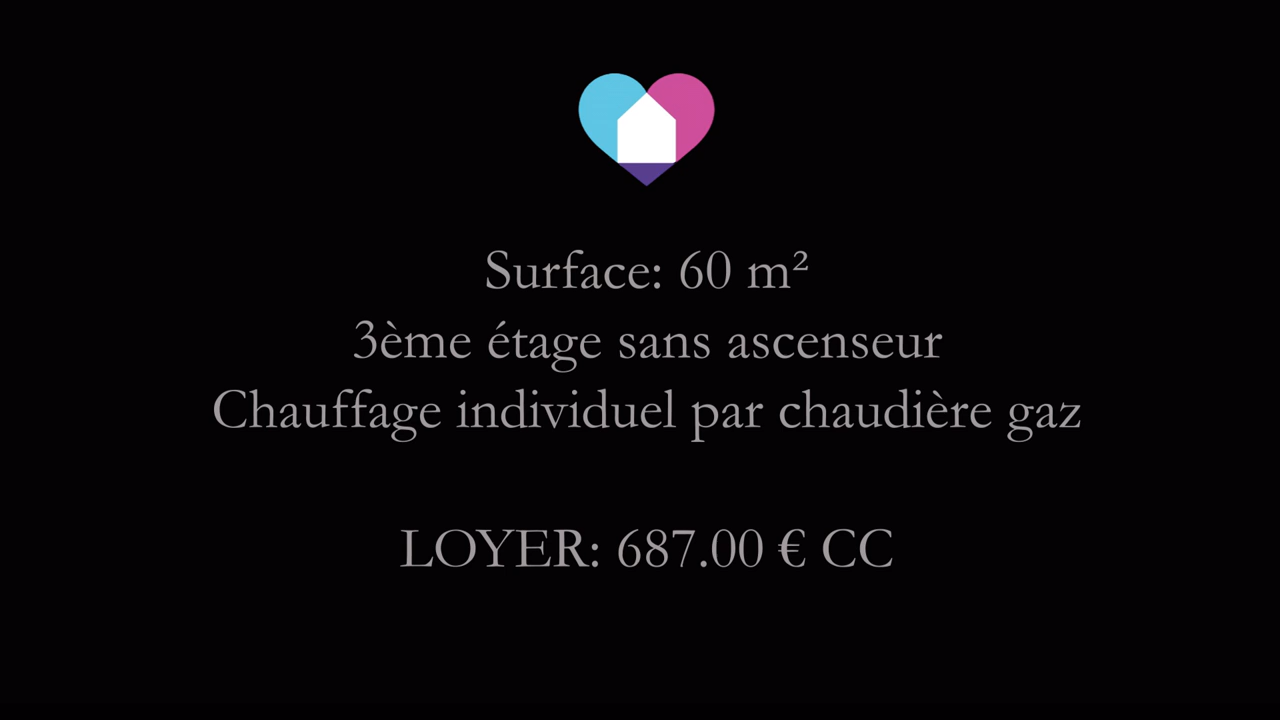 Surface: 60 m²
3ème étage sans ascenseur
Chauffage individuel par chaudière gaz
LOYER: 687.00 € CC